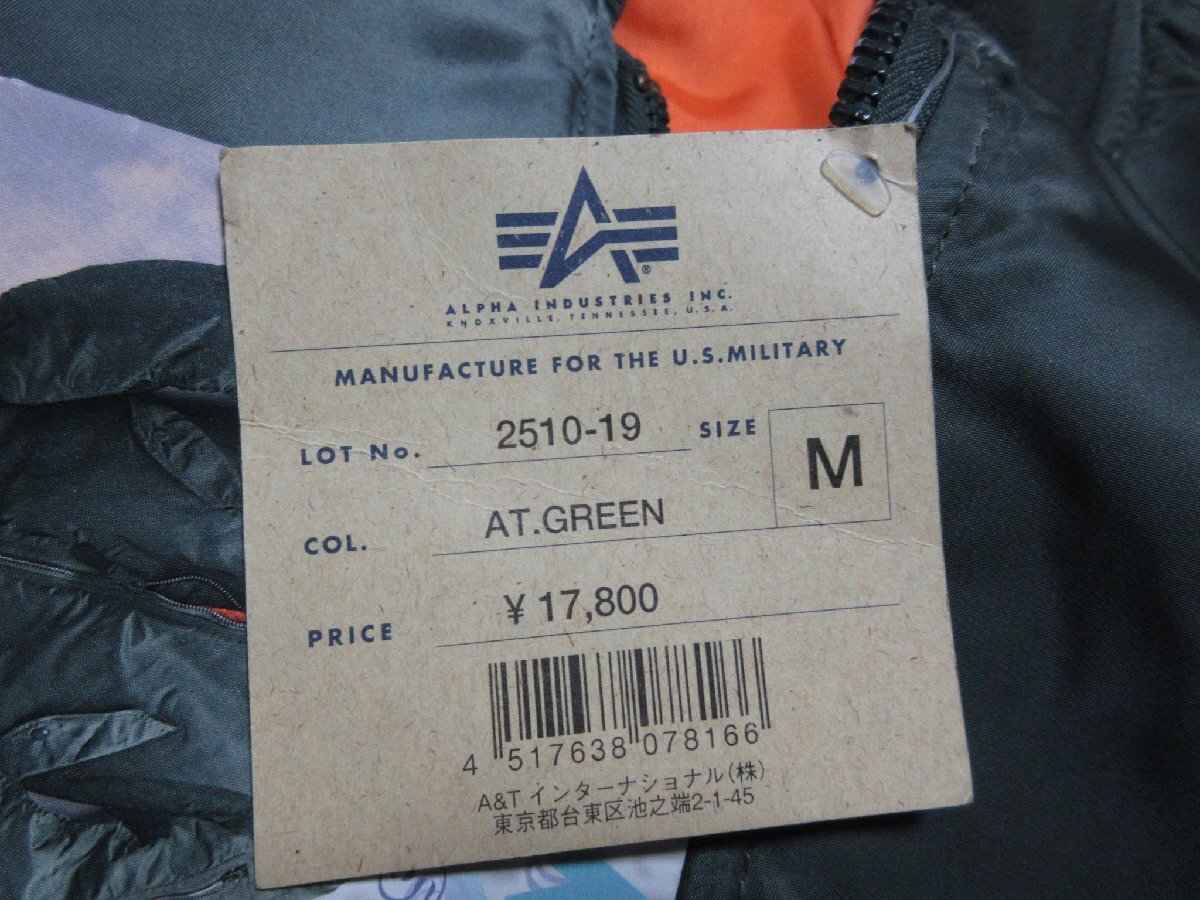 ®
ALPHA INDUSTRIES INC.
KNOXVILLE, TENNESSEE, U.S.A.
MANUFACTURE FOR THE U.S.MILITARY
LOT No. 2510-19 SIZE M
COL. AT.GREEN
PRICE ¥ 17,800
4 517638 078166
A&T インターナショナル(株)
東京都台東区池之端2-1-45